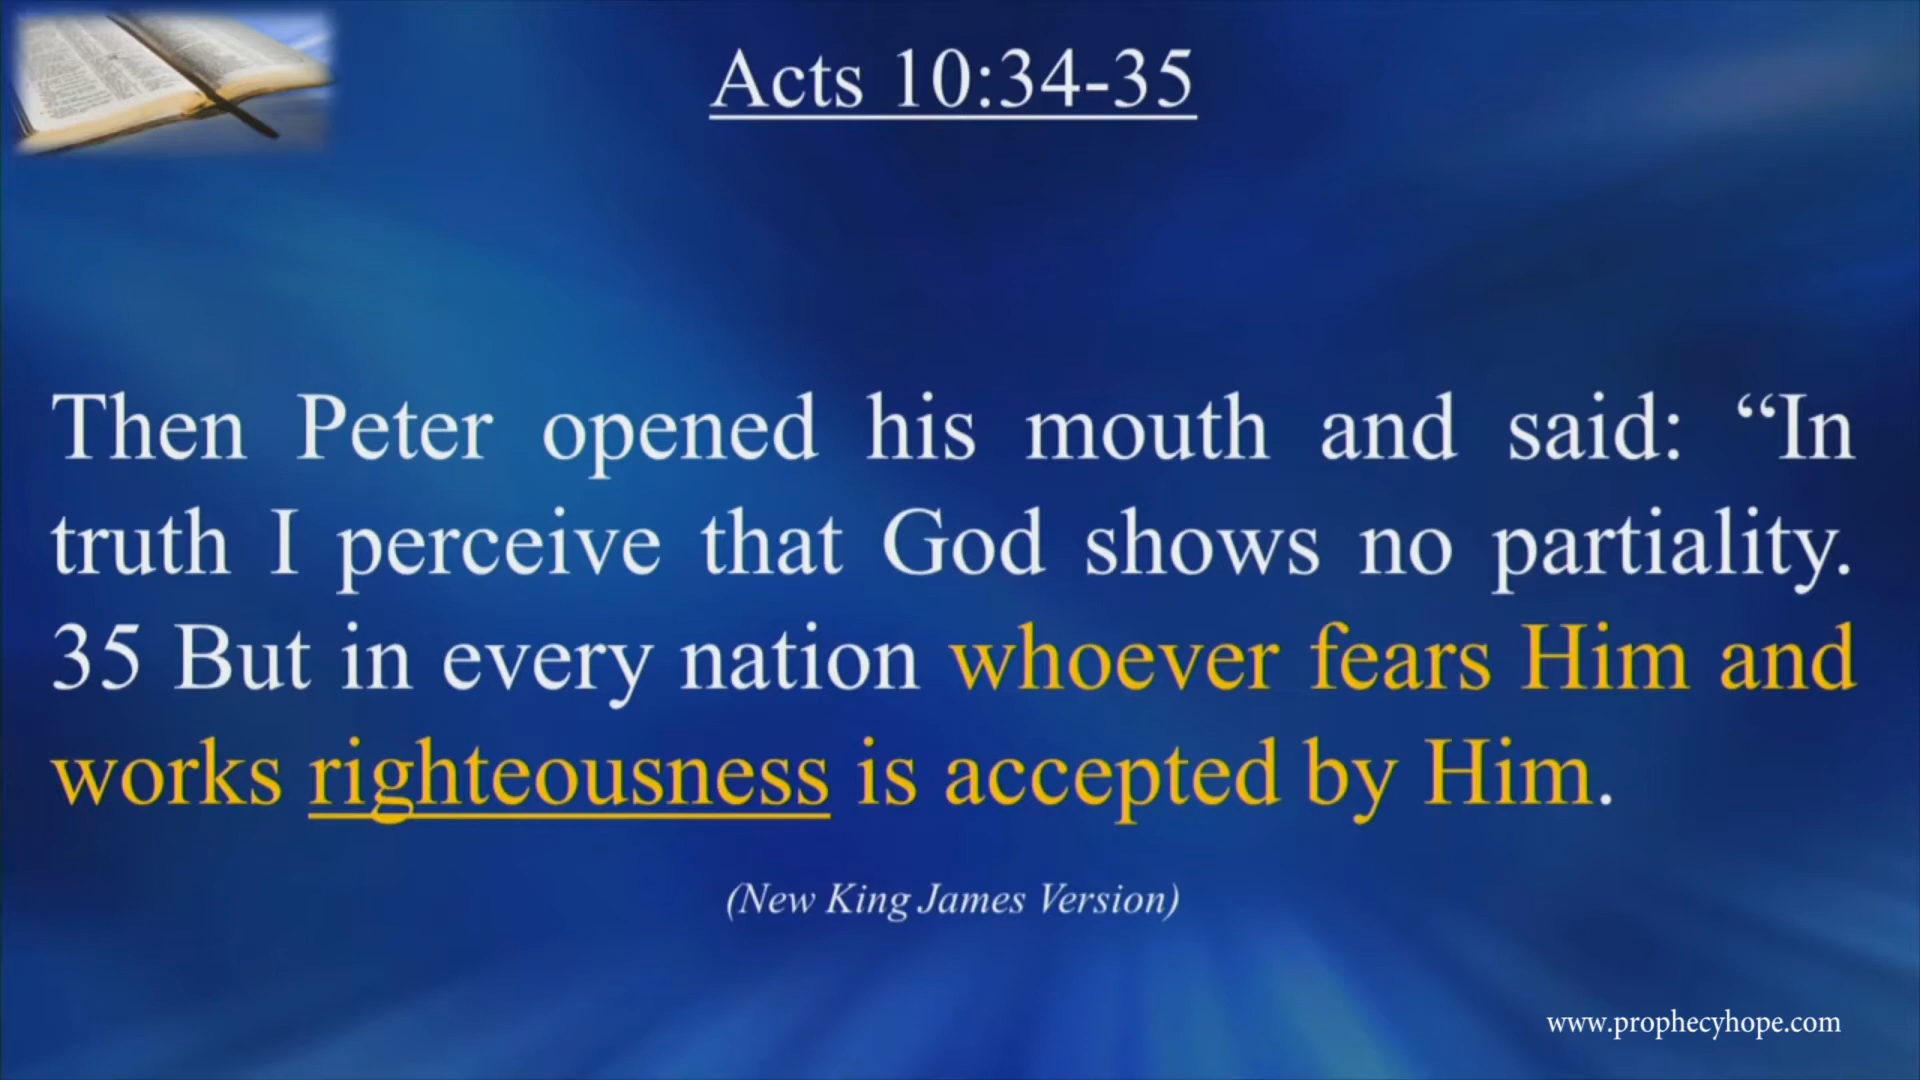 Acts 10:34-35
Then Peter opened his mouth and said: “In
truth I perceive that God shows no partiality.
35 But in every nation whoever fears Him and
works righteousness is accepted by Him.
(New King James Version)
www.prophecyhope.com